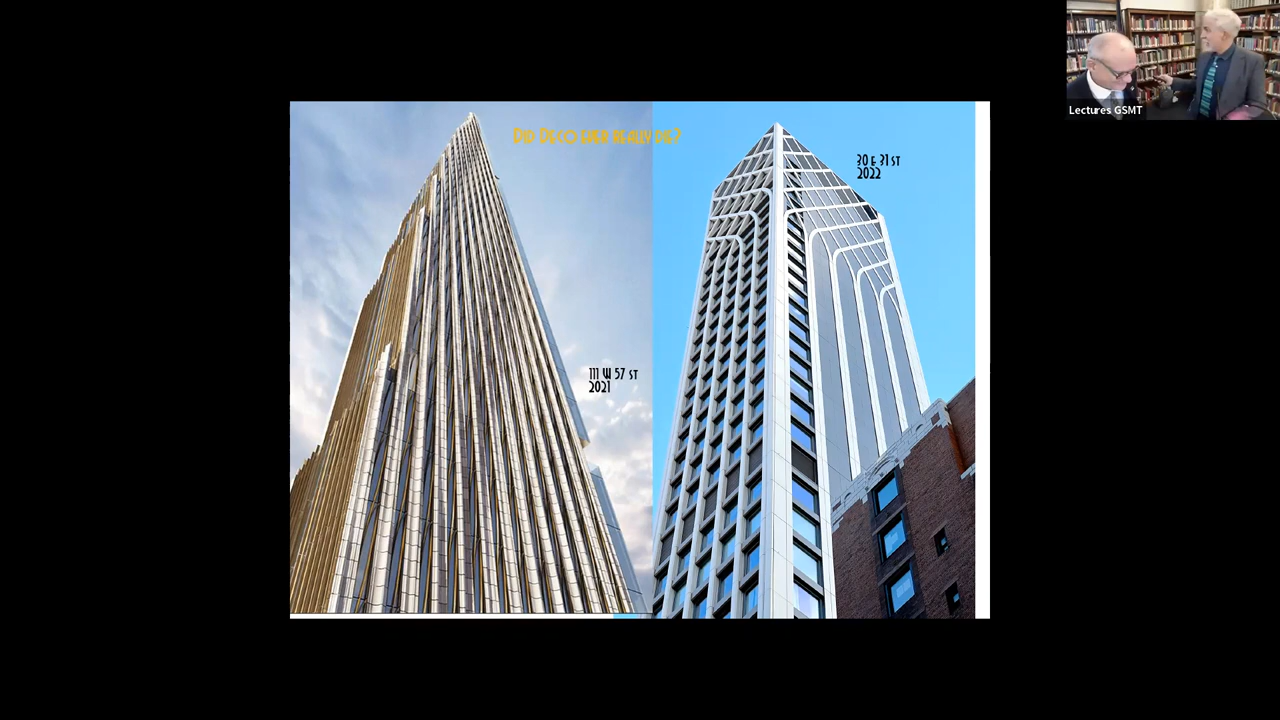 Lectures GSMT
DID DECO EVER REALLY DIE?
30 E 31 ST
2022
111 W 57 ST
2021